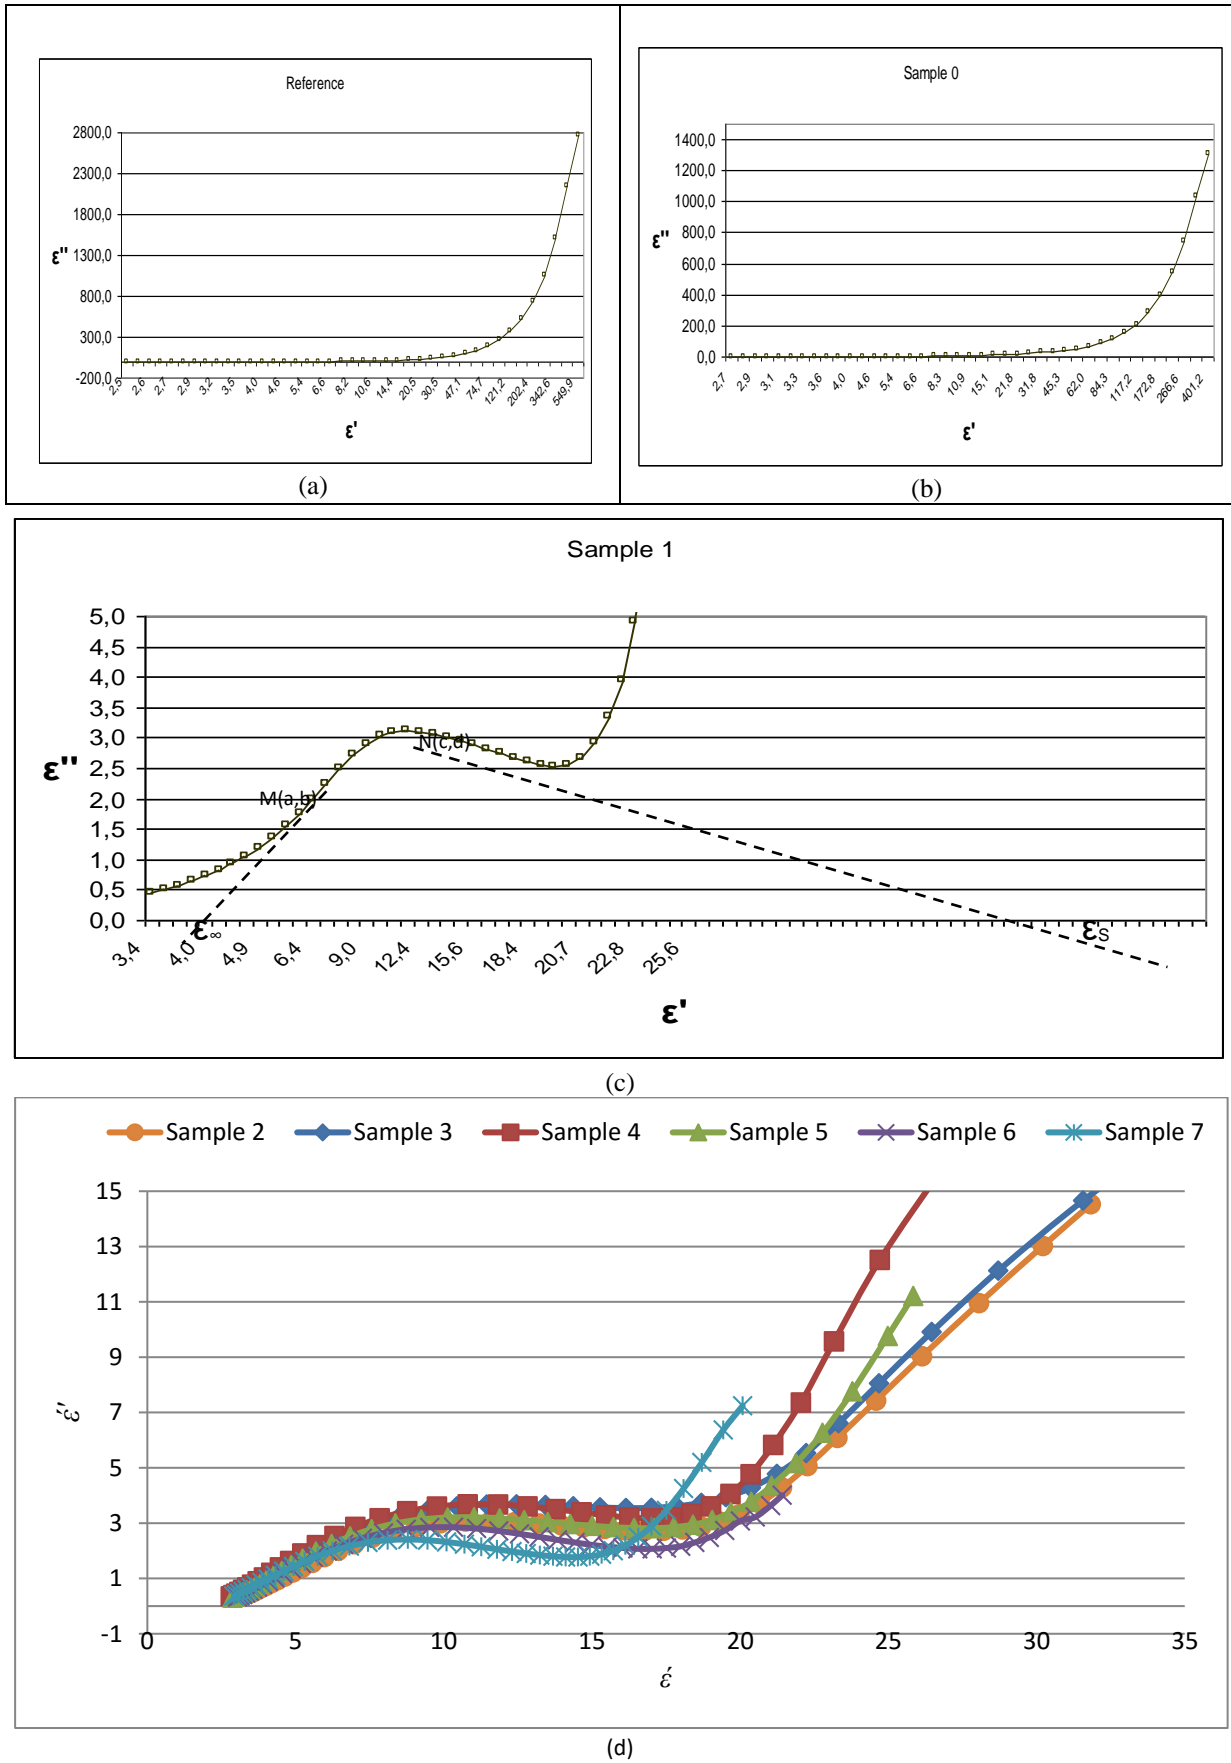 Reference
2800,0
2300,0
1800,0
ε'' 1300,0
800,0
300,0
-200,0
2,5 2,6 2,7 2,9 3,2 3,5 4,0 4,6 5,4 6,6 8,2 10,6 14,4 20,5 30,5 47,1 74,7 121,2 202,4 342,6 549,9
ε'
(a)
Sample 0
1400,0
1200,0
1000,0
ε'' 800,0
600,0
400,0
200,0
0,0
2,7 2,9 3,1 3,3 3,6 4,0 4,6 5,4 6,6 8,3 10,9 15,1 21,8 31,8 45,3 62,0 84,3 117,2 172,8 266,6 401,2
ε'
(b)
Sample 1
5,0
4,5
4,0
3,5
3,0 N(c,d)
ε'' 2,5
2,0 M(a,b)
1,5
1,0
0,5
0,0 ε∞ εS
3,4 4,0 4,9 6,4 9,0 12,4 15,6 18,4 20,7 22,8 25,6
ε'
(c)
Sample 2 Sample 3 Sample 4 Sample 5 Sample 6 Sample 7
15
13
11
9
7
έ''
5
3
1
-1
0 5 10 15 20 25 30 35
έ
(d)